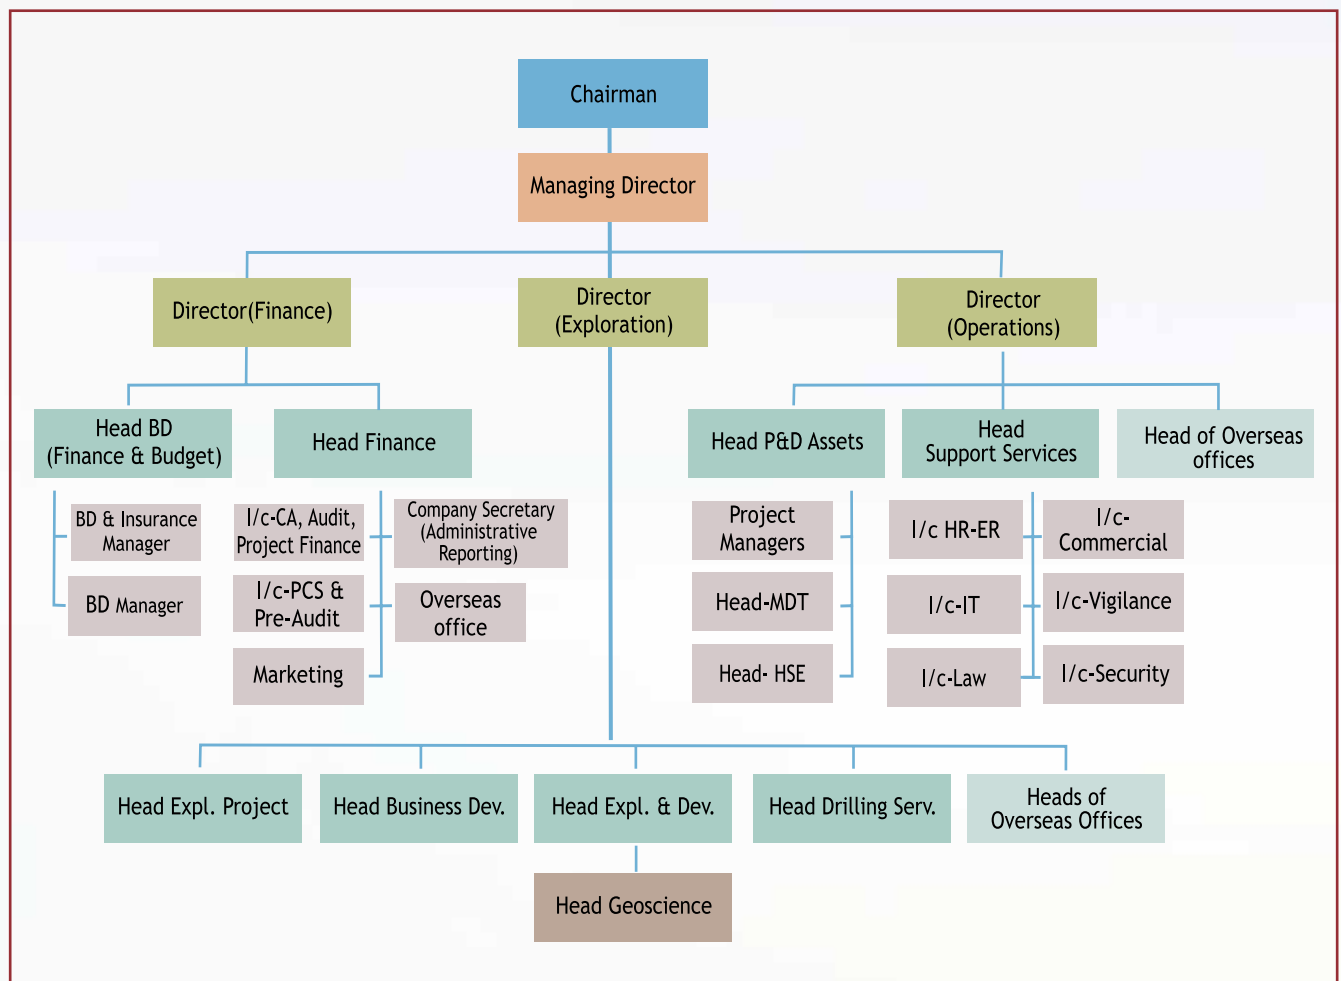 Chairman
Managing Director
Director(Finance)
Director
(Exploration)
Director
(Operations)
Head BD
(Finance & Budget)
Head Finance
Head P&D Assets
Head
Support Services
Head of Overseas
offices
BD & Insurance
Manager
BD Manager
I/c-CA, Audit,
Project Finance
I/c-PCS &
Pre-Audit
Marketing
Company Secretary
(Administrative
Reporting)
Overseas
office
Project
Managers
Head-MDT
Head- HSE
I/c HR-ER
I/c-IT
I/c-Law
I/c-
Commercial
I/c-Vigilance
I/c-Security
Head Expl. Project
Head Business Dev.
Head Expl. & Dev.
Head Drilling Serv.
Heads of
Overseas Offices
Head Geoscience